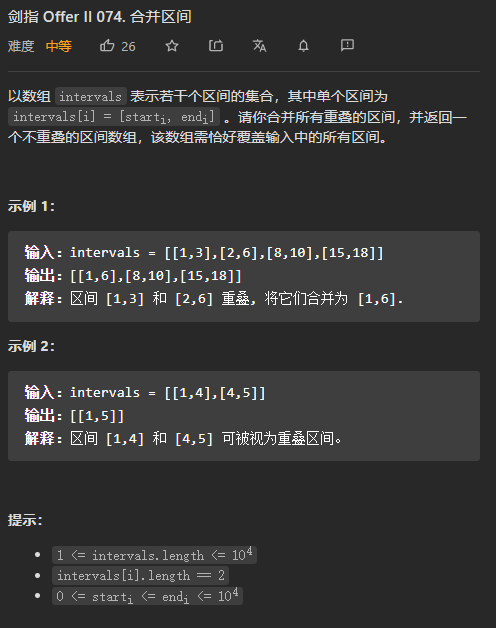 剑指 Offer II 074. 合并区间
难度 中等 26
以数组 intervals 表示若干个区间的集合，其中单个区间为
intervals[i] = [starti, endi] 。请你合并所有重叠的区间，并返回一
个不重叠的区间数组，该数组需恰好覆盖输入中的所有区间。
示例 1：
输入：intervals = [[1,3],[2,6],[8,10],[15,18]]
输出：[[1,6],[8,10],[15,18]]
解释：区间 [1,3] 和 [2,6] 重叠, 将它们合并为 [1,6].
示例 2：
输入：intervals = [[1,4],[4,5]]
输出：[[1,5]]
解释：区间 [1,4] 和 [4,5] 可被视为重叠区间。
提示：
• 1 <= intervals.length <= 10⁴
• intervals[i].length == 2
• 0 <= starti <= endi <= 10⁴